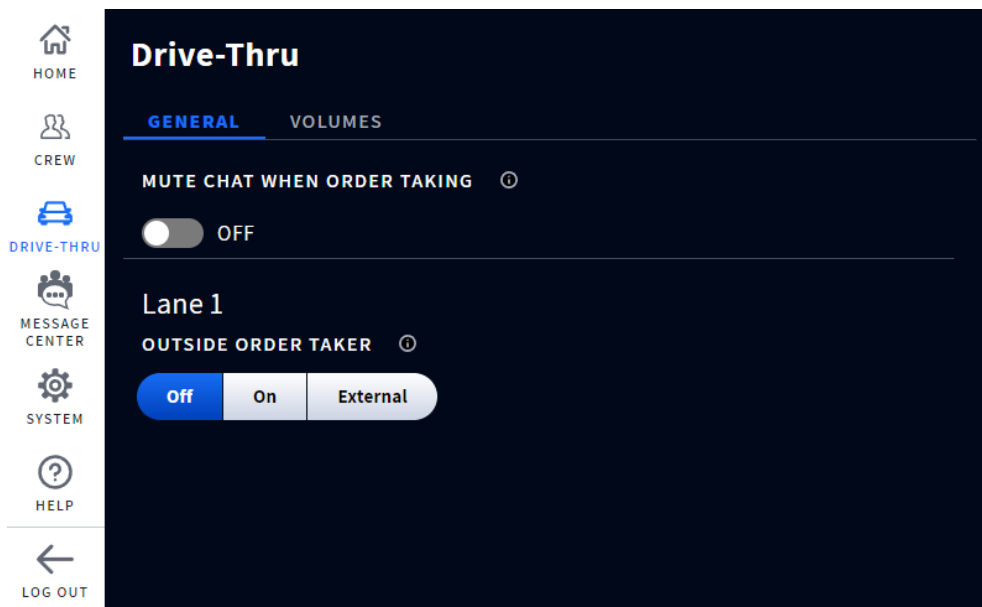 HOME
CREW
DRIVE-THRU
MESSAGE
CENTER
SYSTEM
HELP
LOG OUT
Drive-Thru
GENERAL VOLUMES
MUTE CHAT WHEN ORDER TAKING
OFF
Lane 1
OUTSIDE ORDER TAKER
Off On External